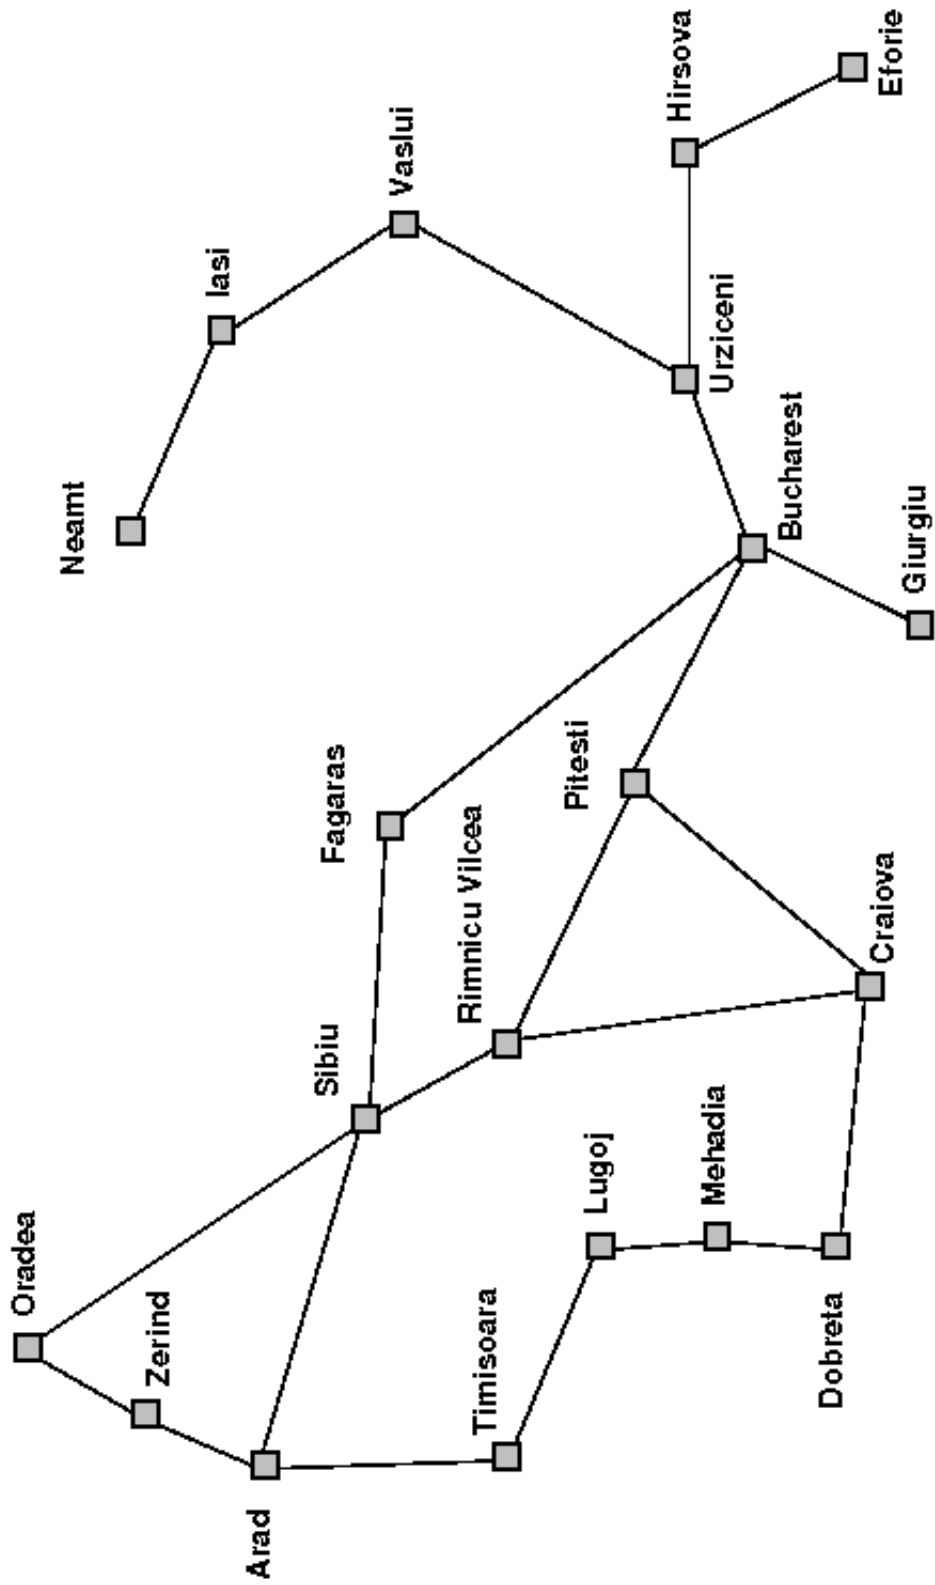 Oradea
Neamt
Zerind
Iasi
Arad
Sibiu
Fagaras
Vaslui
Timisoara
Rimnicu Vilcea
Lugoj
Pitesti
Mehadia
Urziceni
Hirsova
Bucharest
Dobreta
Craiova
Giurgiu
Eforie